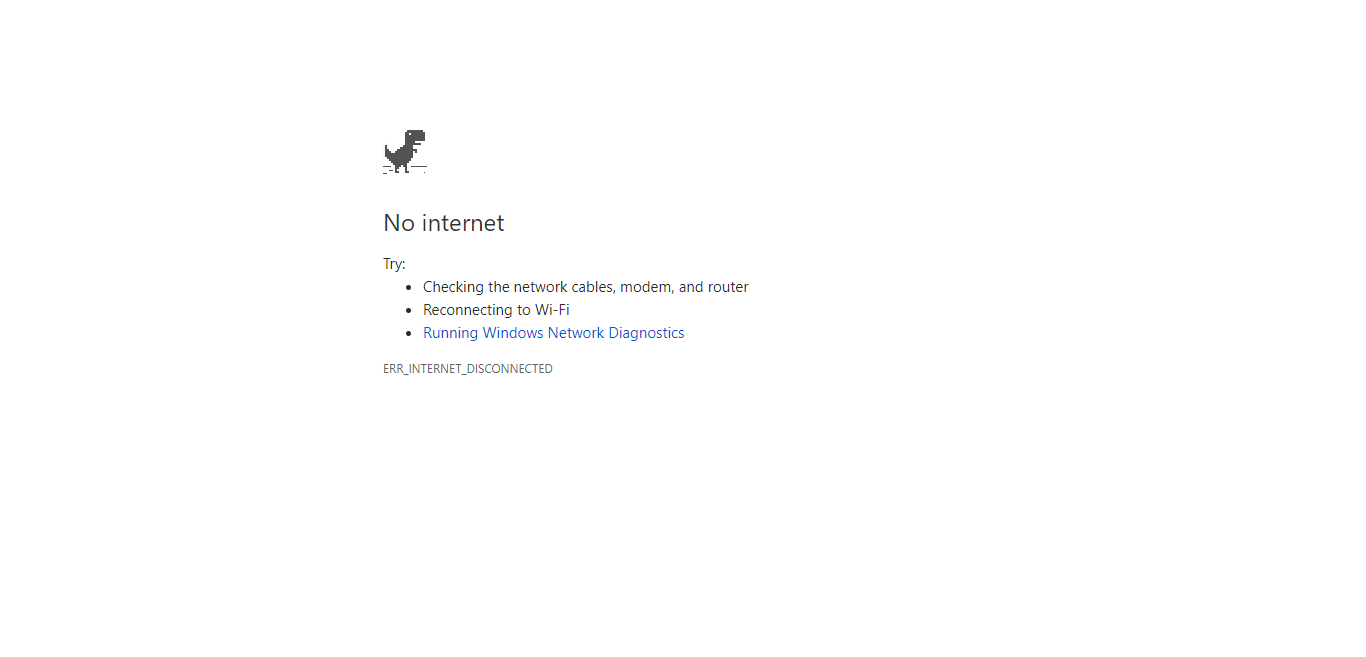 No internet
Try:
Checking the network cables, modem, and router
Reconnecting to Wi-Fi
Running Windows Network Diagnostics
ERR_INTERNET_DISCONNECTED